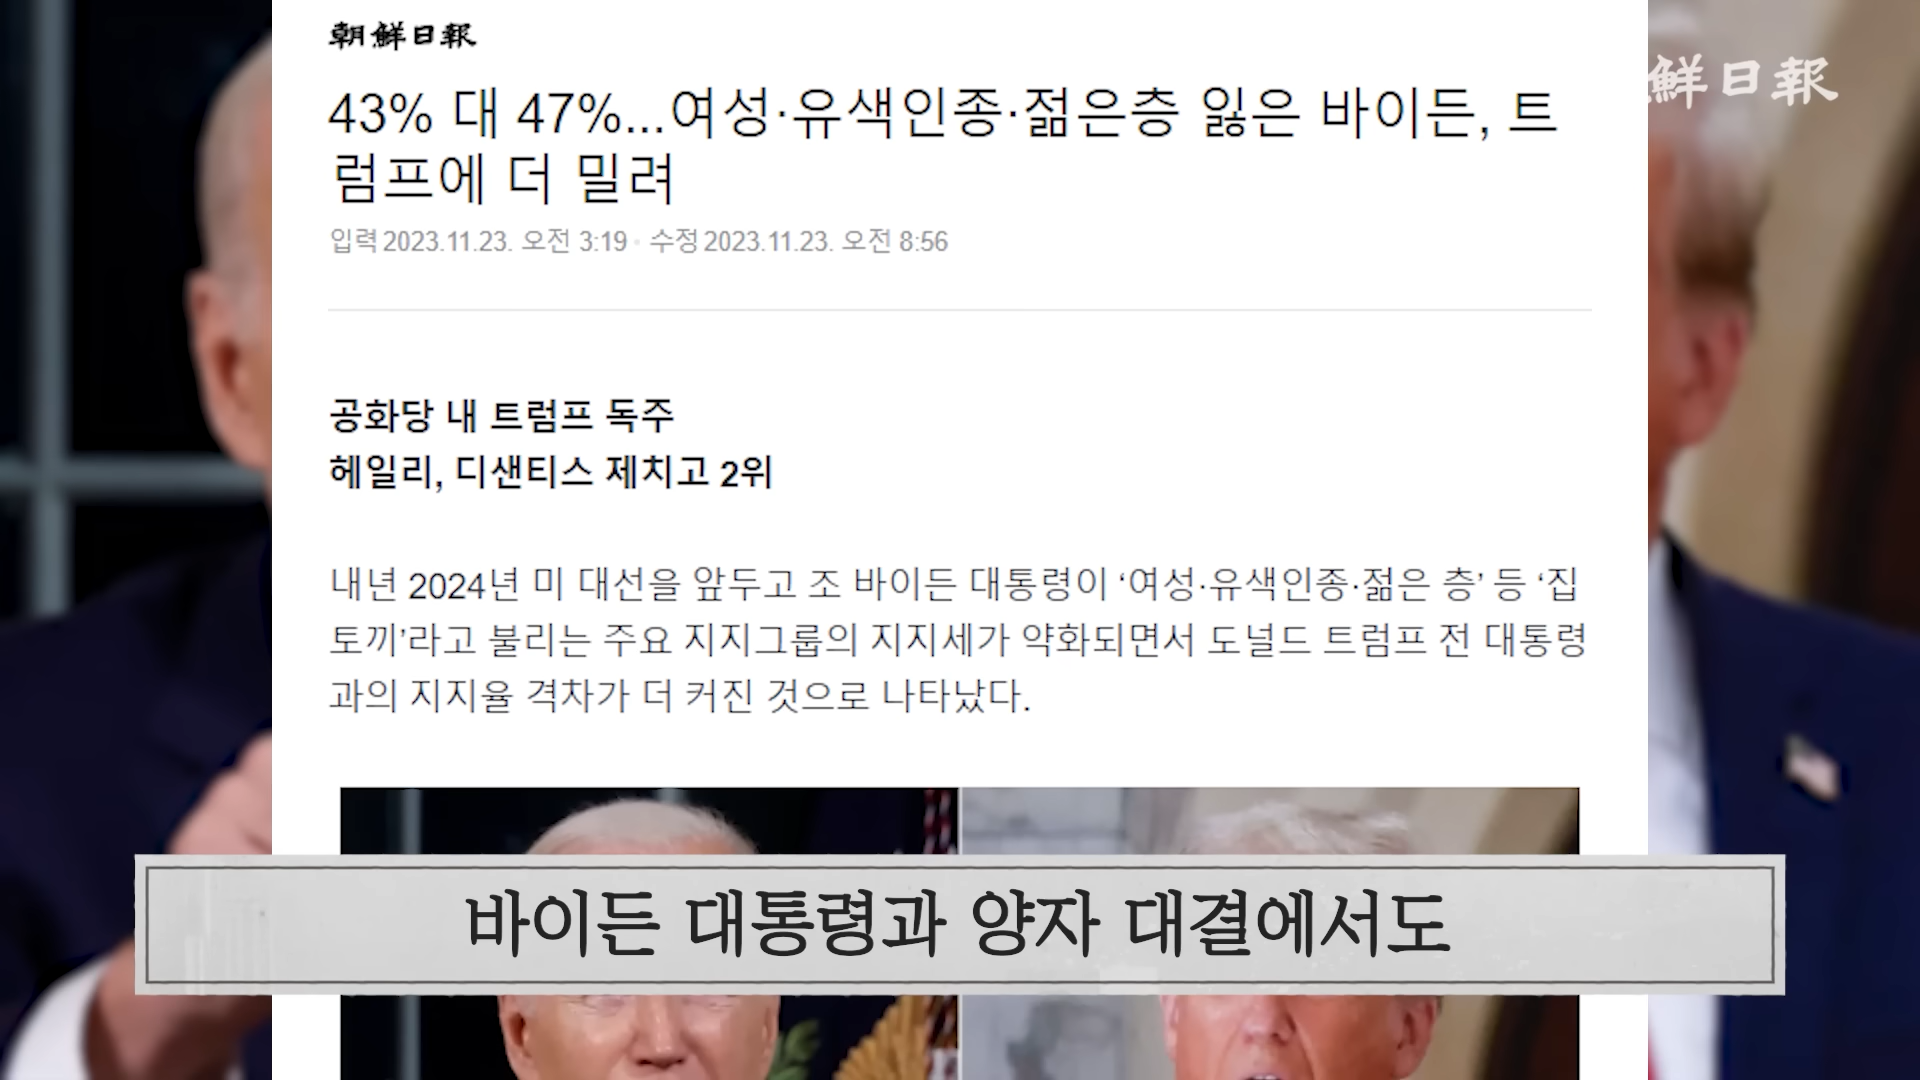 朝鮮日報
鮮日報
43% 대 47%...여성·유색인종·젊은층 잃은 바이든, 트
럼프에 더 밀려
입력 2023.11.23. 오전 3:19 · 수정 2023.11.23. 오전 8:56
공화당 내 트럼프 독주
헤일리, 디샌티스 제치고 2위
내년 2024년 미 대선을 앞두고 조 바이든 대통령이 ‘여성·유색인종·젊은 층’ 등 ‘집
토끼’라고 불리는 주요 지지그룹의 지지세가 약화되면서 도널드 트럼프 전 대통령
과의 지지율 격차가 더 커진 것으로 나타났다.
바이든 대통령과 양자 대결에서도